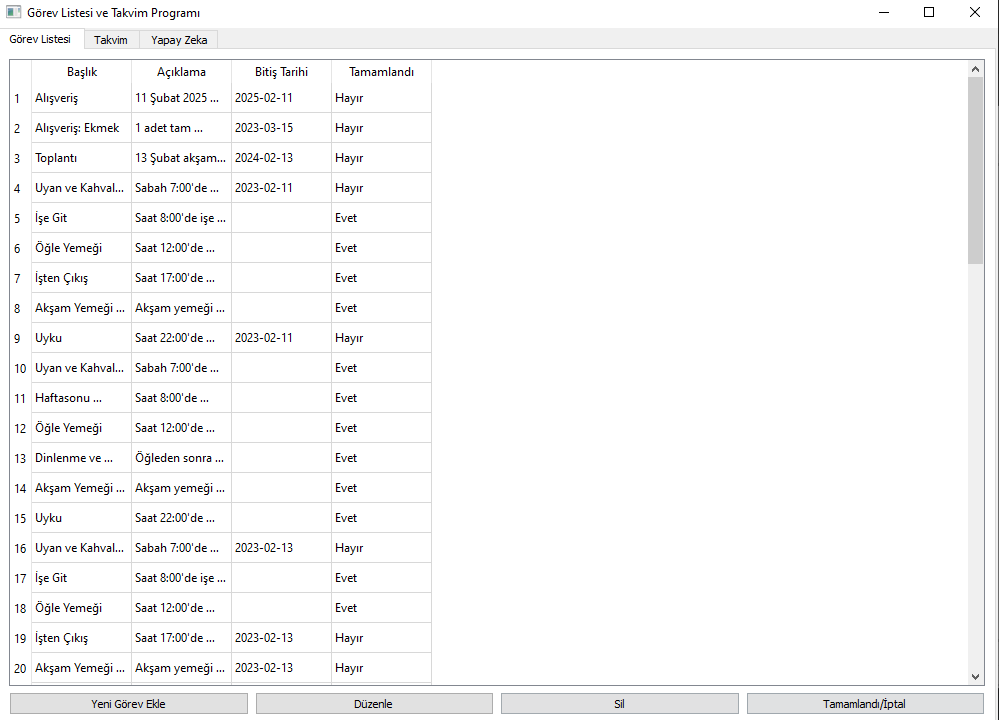 Görev Listesi ve Takvim Programı
Görev Listesi Takvim Yapay Zeka
Başlık Açıklama Bitiş Tarihi Tamamlandı
1 Alışveriş 11 Şubat 2025 ... 2025-02-11 Hayır
2 Alışveriş: Ekmek 1 adet tam ... 2023-03-15 Hayır
3 Toplantı 13 Şubat akşam... 2024-02-13 Hayır
4 Uyan ve Kahval... Sabah 7:00'de ... 2023-02-11 Hayır
5 İşe Git Saat 8:00'de işe ... Evet
6 Öğle Yemeği Saat 12:00'de ... Evet
7 İşten Çıkış Saat 17:00'de ... Evet
8 Akşam Yemeği ... Akşam yemeği ... Evet
9 Uyku Saat 22:00'de ... 2023-02-11 Hayır
10 Uyan ve Kahval... Sabah 7:00'de ... Evet
11 Haftasonu ... Saat 8:00'de ... Evet
12 Öğle Yemeği Saat 12:00'de ... Evet
13 Dinlenme ve ... Öğleden sonra ... Evet
14 Akşam Yemeği ... Akşam yemeği ... Evet
15 Uyku Saat 22:00'de ... Evet
16 Uyan ve Kahval... Sabah 7:00'de ... 2023-02-13 Hayır
17 İşe Git Saat 8:00'de işe ... Evet
18 Öğle Yemeği Saat 12:00'de ... Evet
19 İşten Çıkış Saat 17:00'de ... 2023-02-13 Hayır
20 Akşam Yemeği ... Akşam yemeği ... 2023-02-13 Hayır
Yeni Görev Ekle Düzenle Sil Tamamlandı/İptal